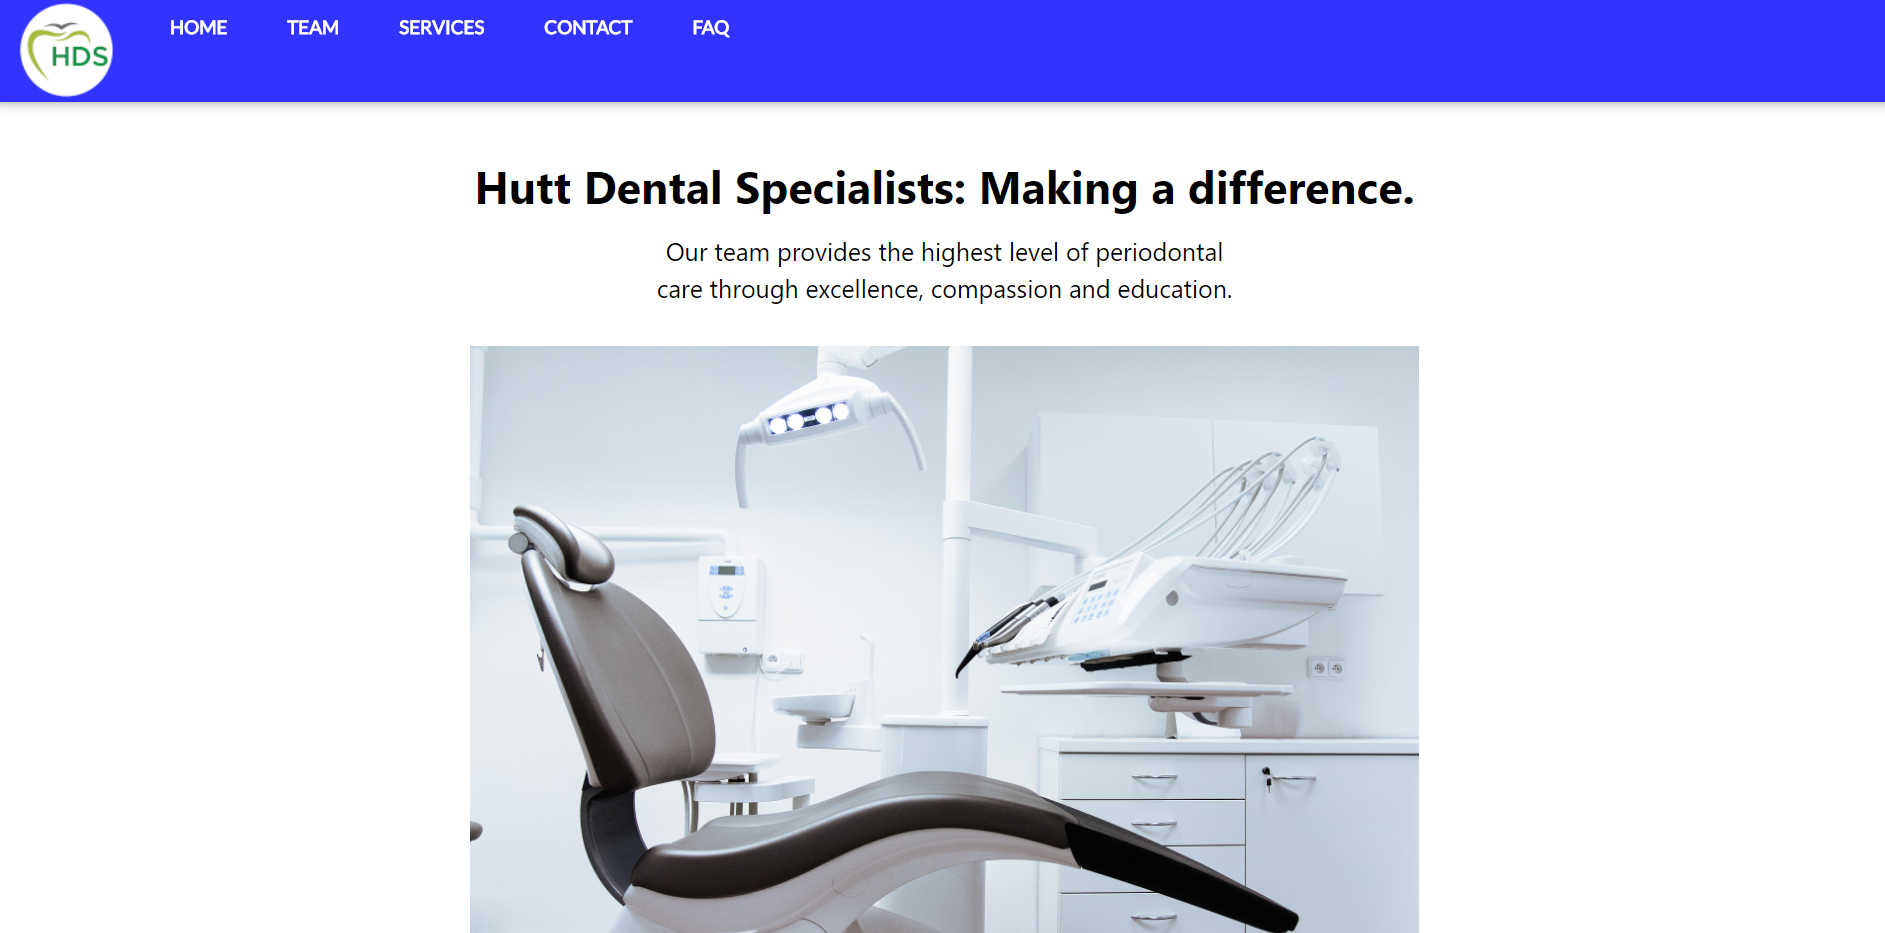 HDS
HOME TEAM SERVICES CONTACT FAQ
Hutt Dental Specialists: Making a difference.
Our team provides the highest level of periodontal
care through excellence, compassion and education.